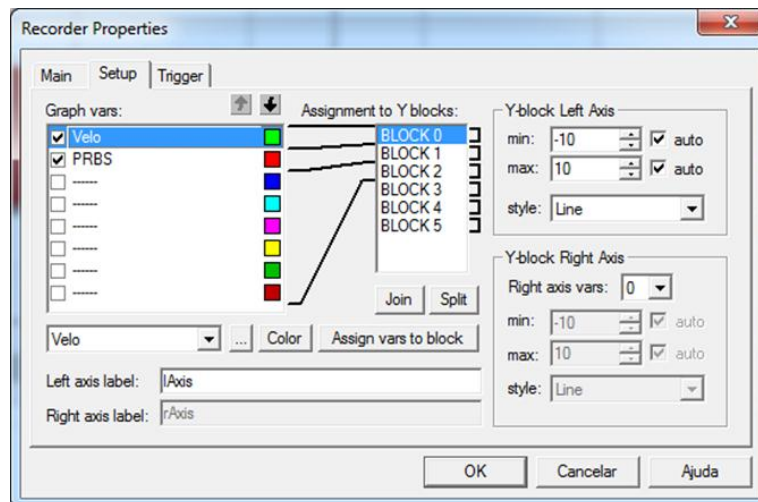 Recorder Properties
x
Main Setup Trigger
Graph vars:
Velo
PRBS
------
------
------
------
------
------
Assignment to Y blocks:
BLOCK 0
BLOCK 1
BLOCK 2
BLOCK 3
BLOCK 4
BLOCK 5
Join Split
Velo ... Color Assign vars to block
Left axis label: lAxis
Right axis label: rAxis
Y-block Left Axis
min: -10 auto
max: 10 auto
style: Line
Y-block Right Axis
Right axis vars: 0
min: -10 auto
max: 10 auto
style: Line
OK Cancelar Ajuda